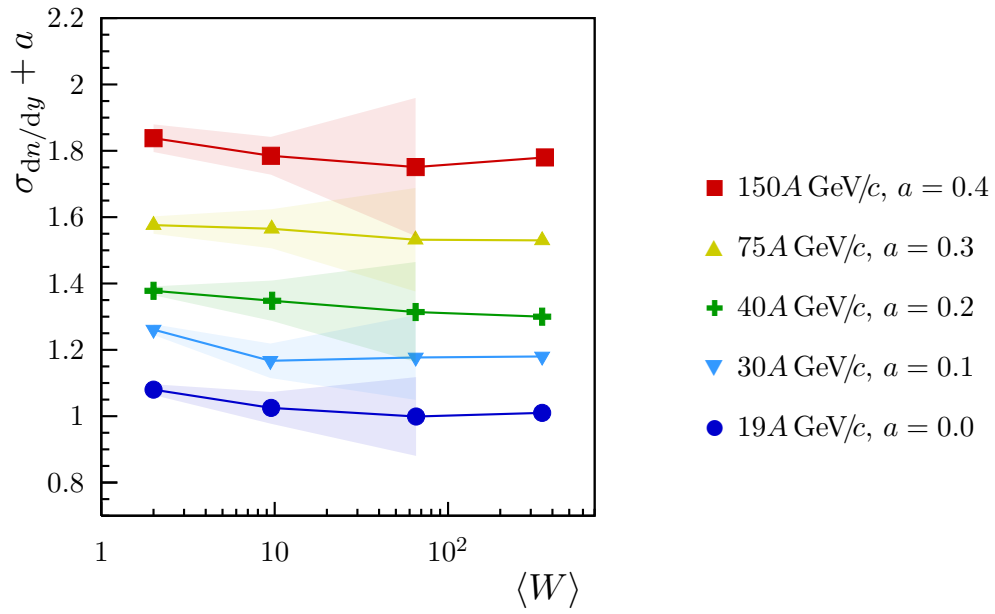 σ_{dn/dy} + a
2.2
2
1.8
1.6
1.4
1.2
1
0.8
1 10 10²
⟨W⟩
150A GeV/c, a = 0.4
75A GeV/c, a = 0.3
40A GeV/c, a = 0.2
30A GeV/c, a = 0.1
19A GeV/c, a = 0.0